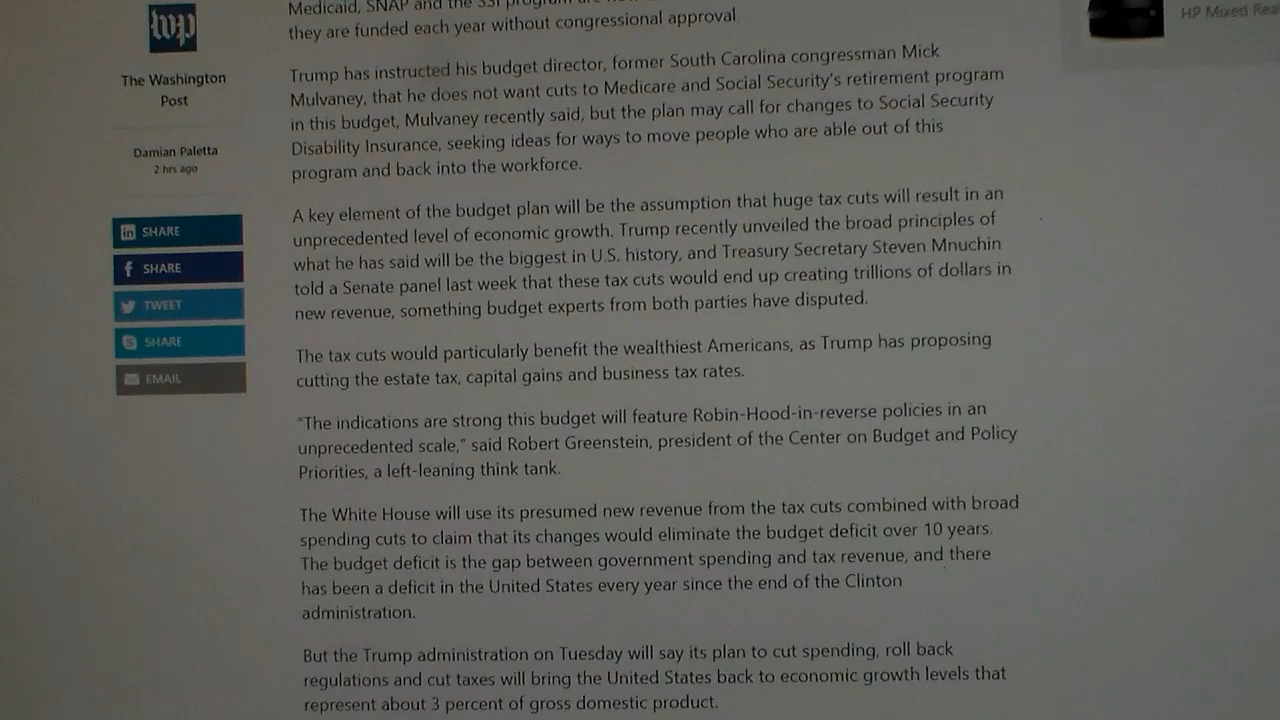 wp
The Washington
Post
Damian Paletta
2 hrs ago
in SHARE
f SHARE
TWEET
S SHARE
EMAIL
Medicaid, SNAP and the SSI program are
they are funded each year without congressional approval.
Trump has instructed his budget director, former South Carolina congressman Mick
Mulvaney, that he does not want cuts to Medicare and Social Security's retirement program
in this budget, Mulvaney recently said, but the plan may call for changes to Social Security
Disability Insurance, seeking ideas for ways to move people who are able out of this
program and back into the workforce.
A key element of the budget plan will be the assumption that huge tax cuts will result in an
unprecedented level of economic growth. Trump recently unveiled the broad principles of
what he has said will be the biggest in U.S. history, and Treasury Secretary Steven Mnuchin
told a Senate panel last week that these tax cuts would end up creating trillions of dollars in
new revenue, something budget experts from both parties have disputed.
The tax cuts would particularly benefit the wealthiest Americans, as Trump has proposing
cutting the estate tax, capital gains and business tax rates.
“The indications are strong this budget will feature Robin-Hood-in-reverse policies in an
unprecedented scale,” said Robert Greenstein, president of the Center on Budget and Policy
Priorities, a left-leaning think tank.
The White House will use its presumed new revenue from the tax cuts combined with broad
spending cuts to claim that its changes would eliminate the budget deficit over 10 years.
The budget deficit is the gap between government spending and tax revenue, and there
has been a deficit in the United States every year since the end of the Clinton
administration.
But the Trump administration on Tuesday will say its plan to cut spending, roll back
regulations and cut taxes will bring the United States back to economic growth levels that
represent about 3 percent of gross domestic product.
HP Mixed Rea